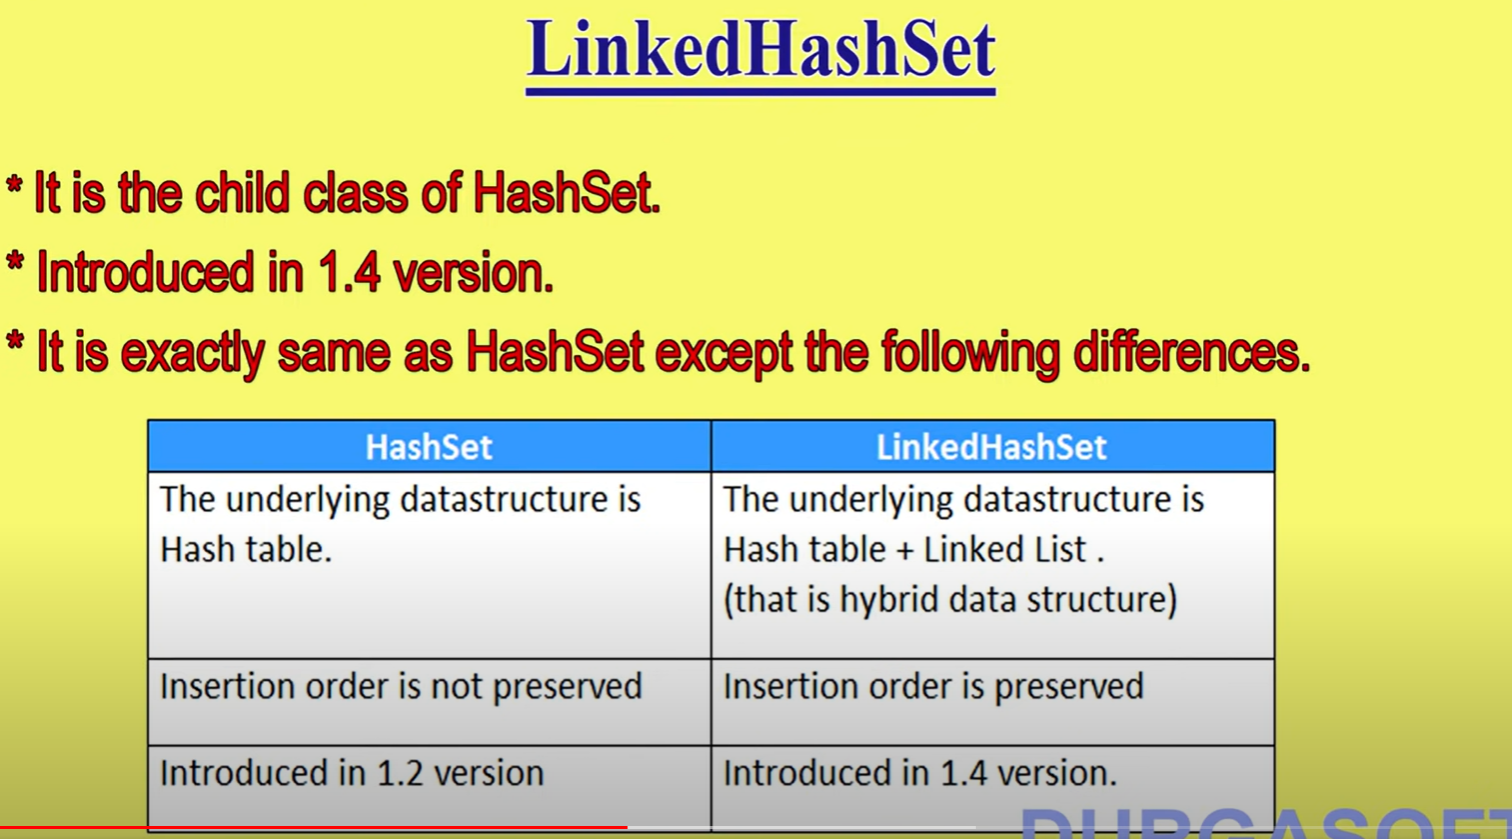 LinkedHashSet
* It is the child class of HashSet.
* Introduced in 1.4 version.
* It is exactly same as HashSet except the following differences.
HashSet
LinkedHashSet
The underlying datastructure is
Hash table.
The underlying datastructure is
Hash table + Linked List .
(that is hybrid data structure)
Insertion order is not preserved
Insertion order is preserved
Introduced in 1.2 version
Introduced in 1.4 version.
DURGASOFT